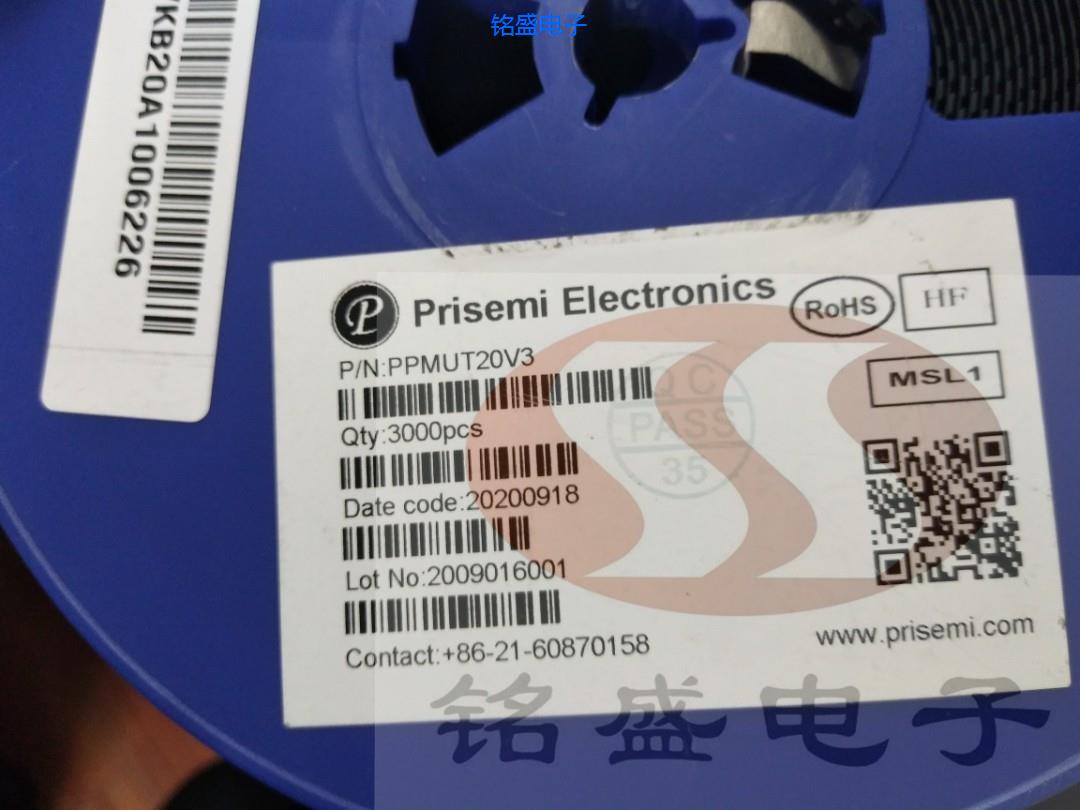 铭盛电子
KB20A1006226
Prisemi Electronics
RoHS
HF
P/N:PPMUT20V3
MSL1
QC
PASS
35
Qty:3000pcs
Date code:20200918
Lot No:2009016001
Contact:+86-21-60870158
www.prisemi.com
铭盛电子